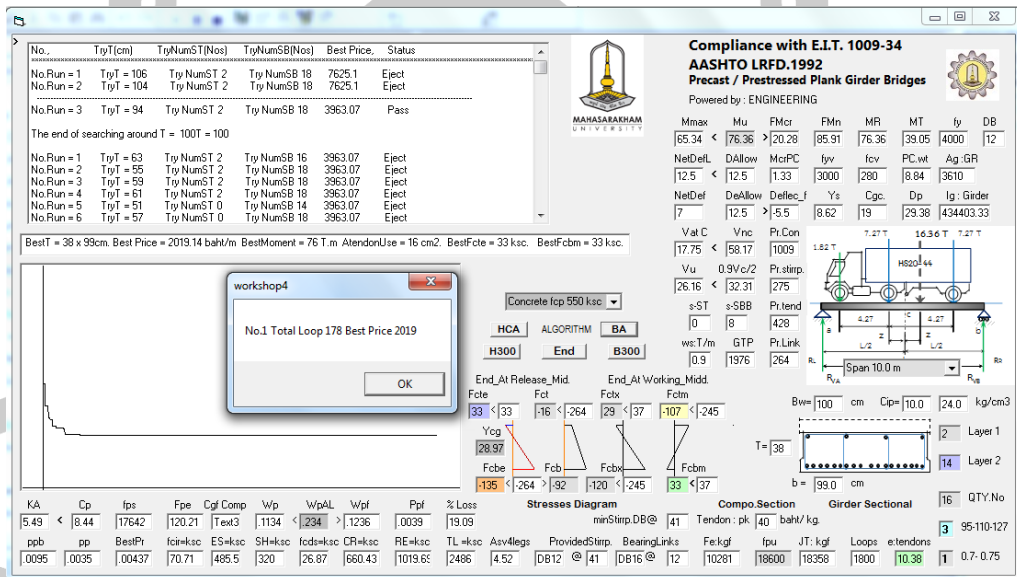 No., TryT(cm) TryNumST(Nos) TryNumSB(Nos) Best Price, Status
No.Run = 1 TryT = 106 Try NumST 2 Try NumSB 18 7625.1 Eject
No.Run = 2 TryT = 104 Try NumST 2 Try NumSB 18 7625.1 Eject
No.Run = 3 TryT = 94 Try NumST 2 Try NumSB 18 3963.07 Pass
The end of searching around T = 100T = 100
No.Run = 1 TryT = 63 Try NumST 2 Try NumSB 16 3963.07 Eject
No.Run = 2 TryT = 55 Try NumST 2 Try NumSB 18 3963.07 Eject
No.Run = 3 TryT = 59 Try NumST 2 Try NumSB 18 3963.07 Eject
No.Run = 4 TryT = 61 Try NumST 2 Try NumSB 18 3963.07 Eject
No.Run = 5 TryT = 51 Try NumST 0 Try NumSB 14 3963.07 Eject
No.Run = 6 TryT = 57 Try NumST 0 Try NumSB 18 3963.07 Eject
BestT = 38 x 99cm. Best Price = 2019.14 baht/m BestMoment = 76 T.m AtendonUse = 16 cm2. BestFcte = 33 ksc. BestFcbm = 33 ksc.
MAHASARAKHAM
UNIVERSITY
Compliance with E.I.T. 1009-34
AASHTO LRFD.1992
Precast / Prestressed Plank Girder Bridges
Powered by : ENGINEERING
Mmax Mu FMcr FMn MR MT fy DB
65.34 < 76.36 > 20.28 85.91 76.36 39.05 4000 12
NetDefL DAllow McrPC fyv fcv PC.wt Ag :GR
12.5 < 12.5 1.33 3000 280 8.84 3610
NetDef DeAllow Deflec_f Ys Cgc. Dp Ig : Girder
7 12.5 > -5.5 8.62 19 29.38 434403.33
V at C Vnc Pr.Con
17.75 < 58.17 1009
Vu 0.9Vc/2 Pr.stirrp.
26.16 < 32.31 275
s-ST s-SBB Pr.tend
0 8 428
ws:T/m GTP Pr.Link
0.9 1976 264
7.27 T 16.36 T 7.27 T
1.82 T
HS20-44
4.27 C 4.27
a b
z z
L/2 L/2
RL RR
Span 10.0 m
RVA RVB
workshop4
No.1 Total Loop 178 Best Price 2019
OK
Concrete fcp 550 ksc
HCA ALGORITHM BA
H300 End B300
End_At Release_Mid. End_At Working_Midd.
Fcte Fct Fctx Fctm
33 < 33 -16 < -264 29 < 37 -107 < -245
Ycg
28.97
Fcbe Fcb Fcbx Fcbm
-135 < -264 > -92 -120 < -245 33 < 37
Bw= 100 cm Cip= 10.0 24.0 kg/cm3
T= 38
2 Layer 1
14 Layer 2
b = 99.0 cm
16 QTY.No
3 95-110-127
1 0.7- 0.75
KA Cp fps Fpe Cgf Comp Wp WpAL Wpf Ppf % Loss
5.49 < 8.44 17642 120.21 Text3 .1134 < .234 > .1236 .0039 19.09
Stresses Diagram Compo.Section Girder Sectional
minStirrp.DB@ 41 Tendon : pk 40 baht/ kg.
ppb pp BestPr fcir=ksc ES=ksc SH=ksc fcds=ksc CR=ksc RE=ksc TL =ksc Asv4legs ProvidedStirrp. BearingLinks Fe:kgf fpu JT: kgf Loops e:tendons
.0095 .0035 .00437 70.71 485.5 320 26.87 660.43 1019.6 2486 4.52 DB12 @ 41 DB16 @ 12 10281 18600 18358 1800 10.38